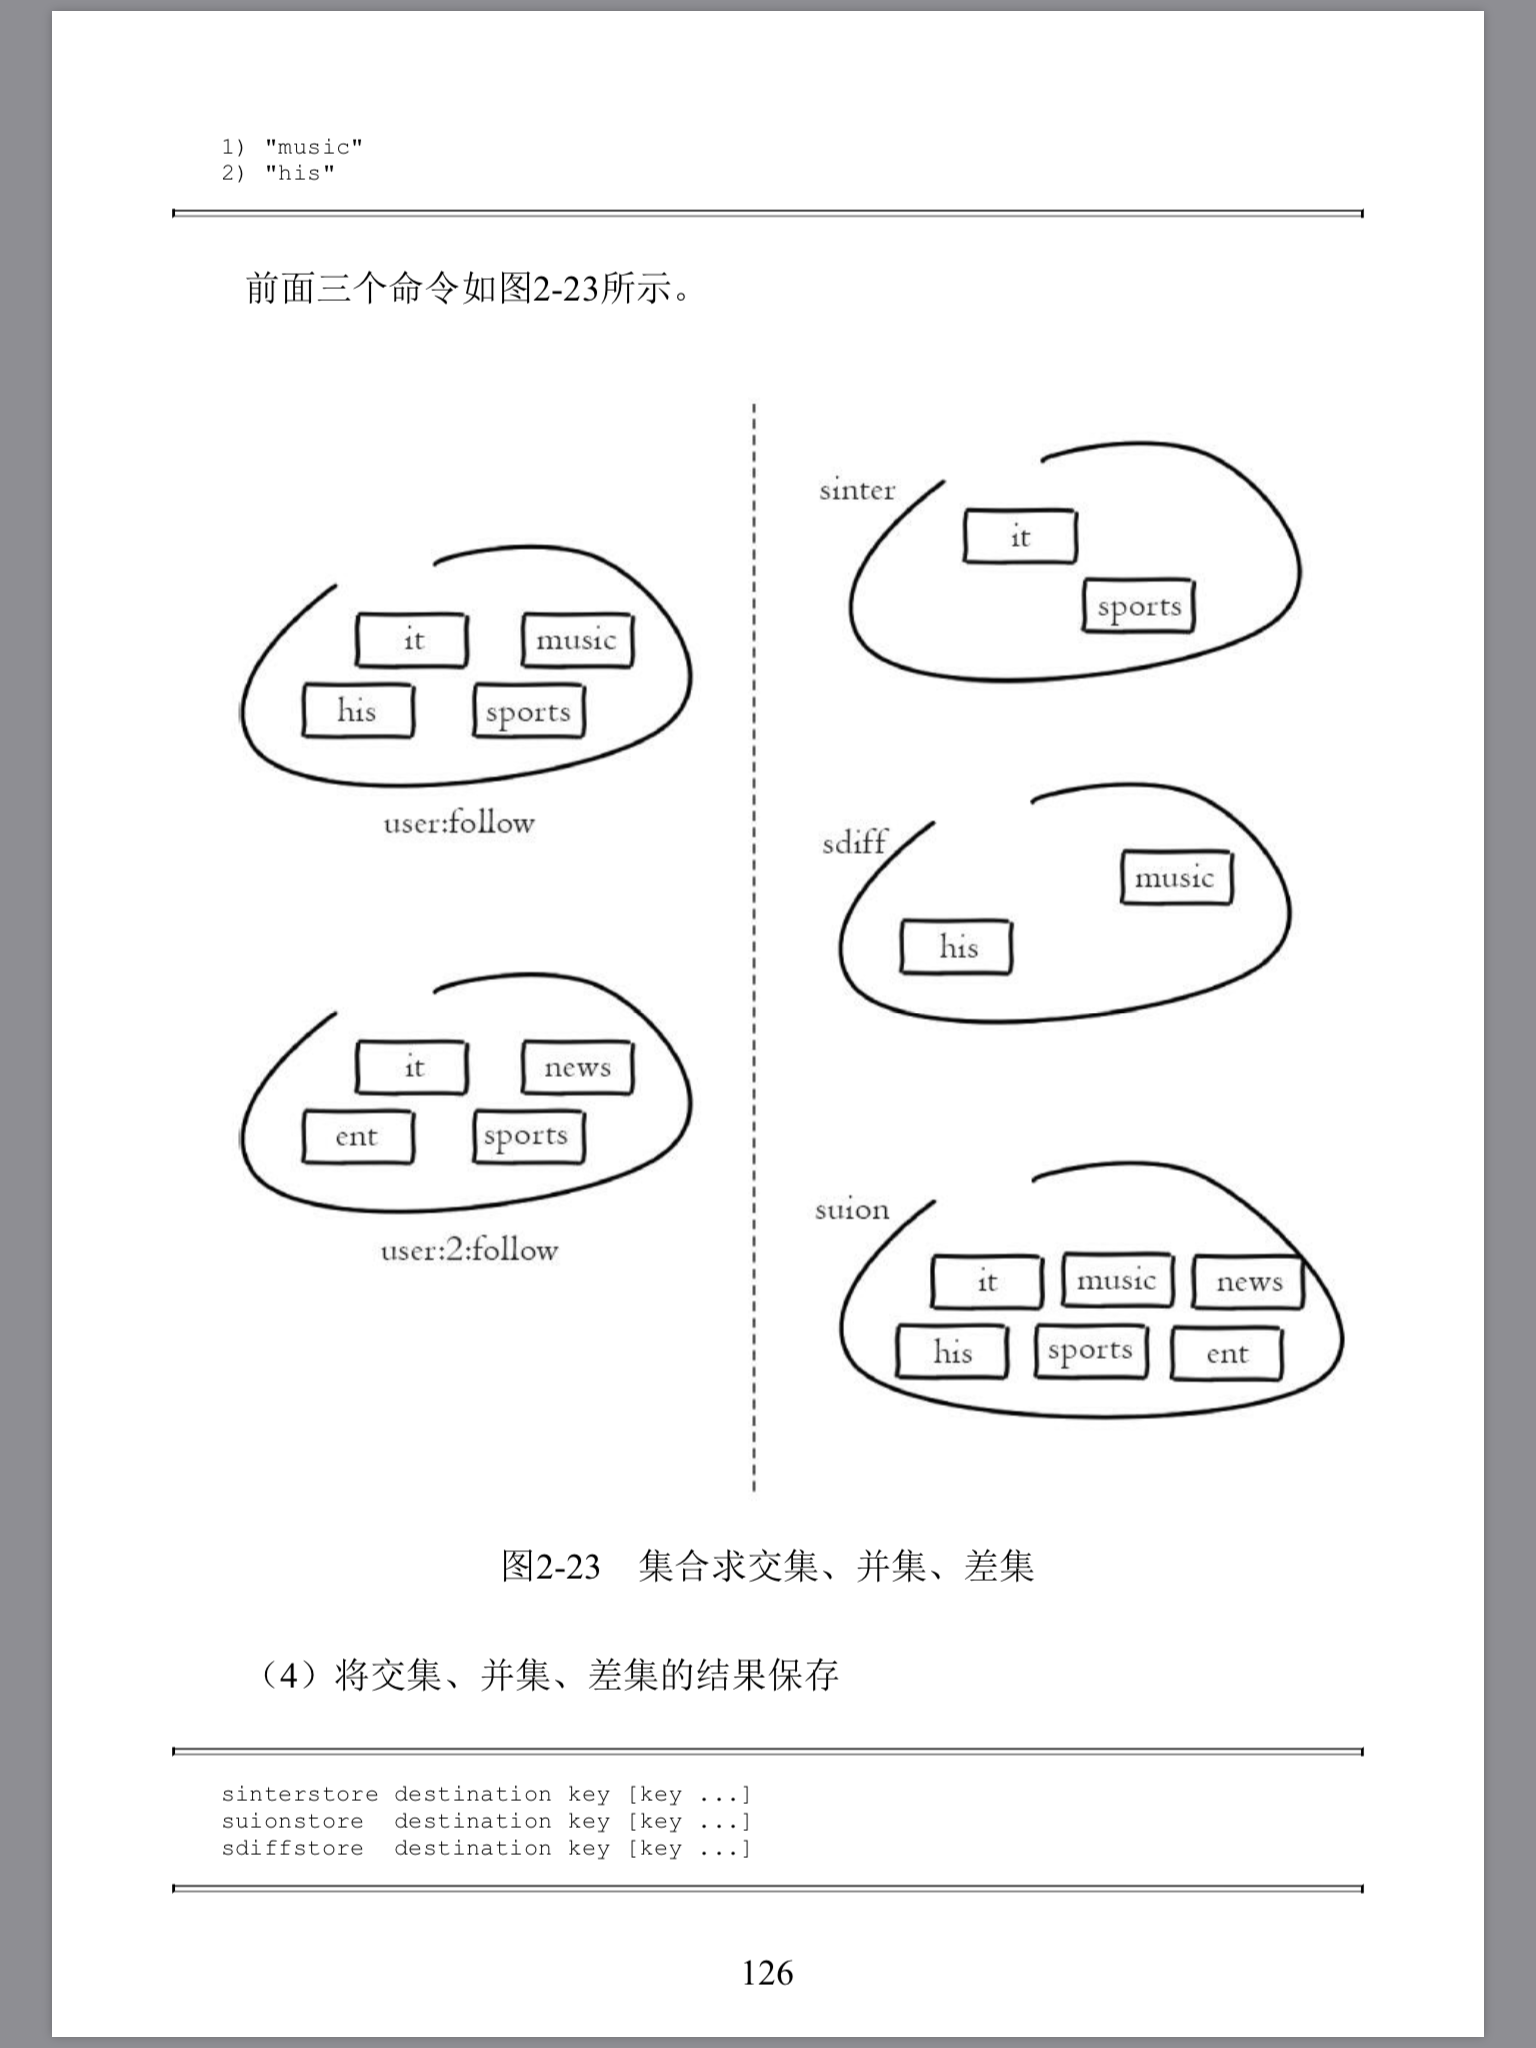 1) "music"
2) "his"
前面三个命令如图2-23所示。
it
music
his
sports
user:follow
it
news
ent
sports
user:2:follow
sinter
it
sports
sdiff
music
his
suion
it
music
news
his
sports
ent
图2-23 集合求交集、并集、差集
（4）将交集、并集、差集的结果保存
sinterstore destination key [key ...]
suionstore  destination key [key ...]
sdiffstore  destination key [key ...]
126